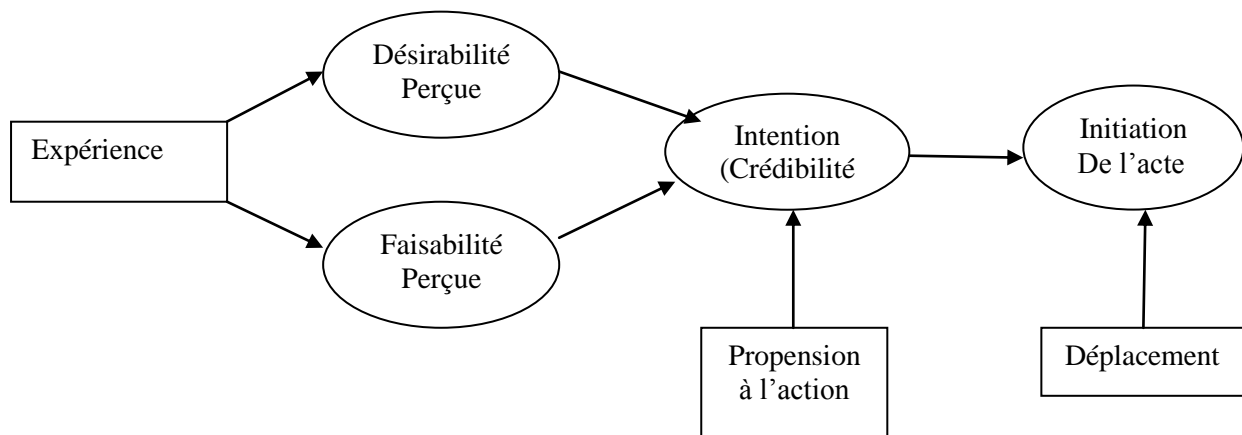 Désirabilité
Perçue
Expérience
Intention
(Crédibilité
Initiation
De l’acte
Faisabilité
Perçue
Propension
à l’action
Déplacement